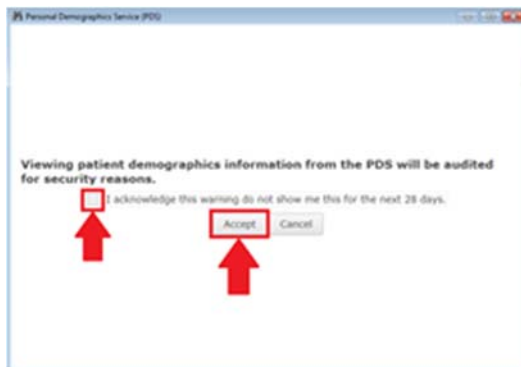 Personal Demographics Service (PDS)
Viewing patient demographics information from the PDS will be audited
for security reasons.
I acknowledge this warning do not show me this for the next 28 days.
Accept Cancel